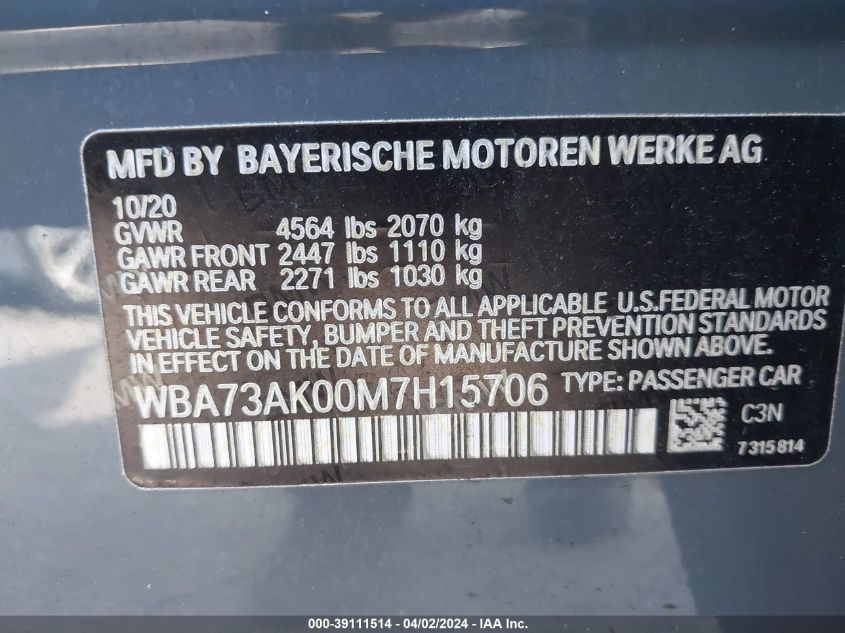 MFD BY BAYERISCHE MOTOREN WERKE AG
10/20
GVWR 4564 lbs 2070 kg
GAWR FRONT 2447 lbs 1110 kg
GAWR REAR 2271 lbs 1030 kg
THIS VEHICLE CONFORMS TO ALL APPLICABLE U.S.FEDERAL MOTOR
VEHICLE SAFETY, BUMPER AND THEFT PREVENTION STANDARDS
IN EFFECT ON THE DATE OF MANUFACTURE SHOWN ABOVE.
WBA73AK00M7H15706 TYPE: PASSENGER CAR
C3N
7315814
000-39111514 - 04/02/2024 - IAA Inc.